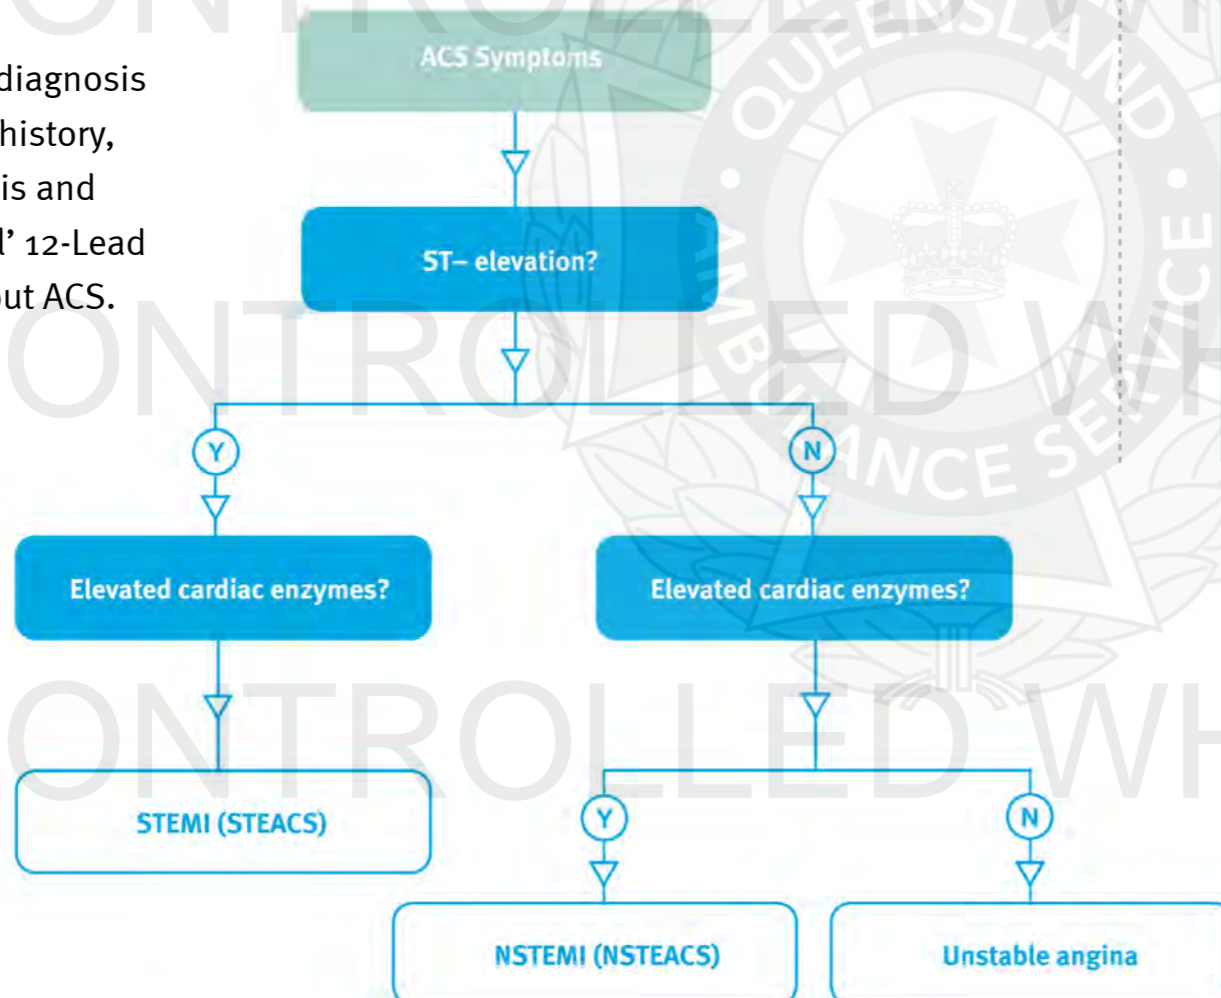 ONTROLLED WH
ACS Symptoms
diagnosis
history,
is and
l’ 12-Lead
out ACS.
QUEENSLAND
AMBULANCE SERVICE
ST– elevation?
ONTROLLED WH
Y
N
Elevated cardiac enzymes?
Elevated cardiac enzymes?
ONTROLLED WH
STEMI (STEACS)
Y
N
NSTEMI (NSTEACS)
Unstable angina